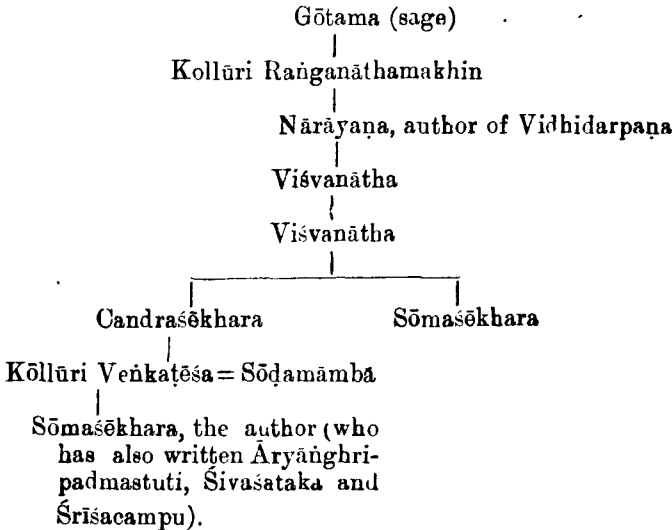 Gōtama (sage)
Kollūri Raṅganāthamakhin
Nārāyaṇa, author of Vidhidarpaṇa
Viśvanātha
Viśvanātha
Candraśēkhara Sōmaśēkhara
Kōllūri Veṅkaṭēśa = Sōḍamāmbā
Sōmaśēkhara, the author (who
has also written Āryāṅghri-
padmastuti, Śivaśataka and
Śrīśacampu).